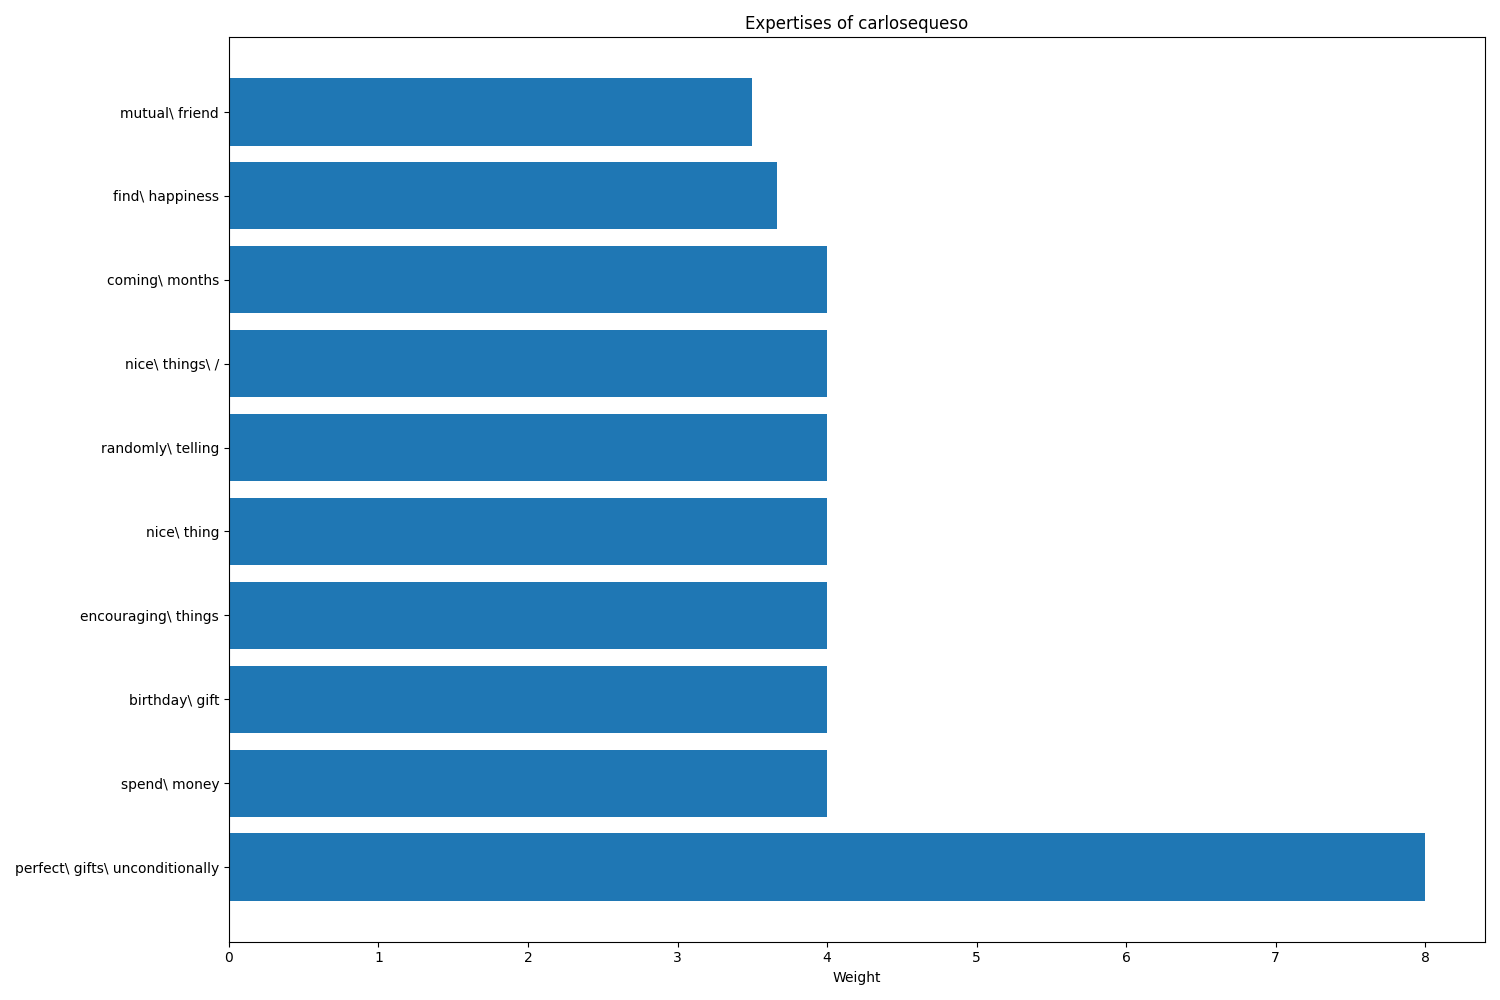 Expertises of carlosequeso
mutual\ friend
find\ happiness
coming\ months
nice\ things\ /
randomly\ telling
nice\ thing
encouraging\ things
birthday\ gift
spend\ money
perfect\ gifts\ unconditionally
0 1 2 3 4 5 6 7 8
Weight